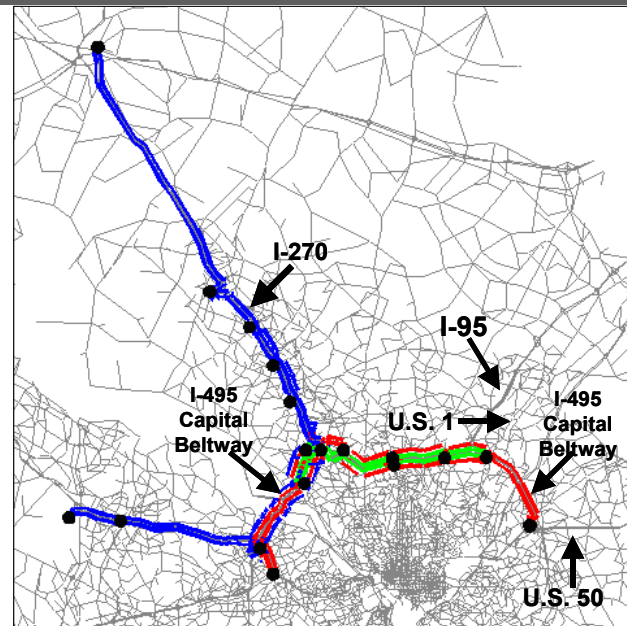 I-270
I-95
I-495
Capital
Beltway
U.S. 1
I-495
Capital
Beltway
U.S. 50